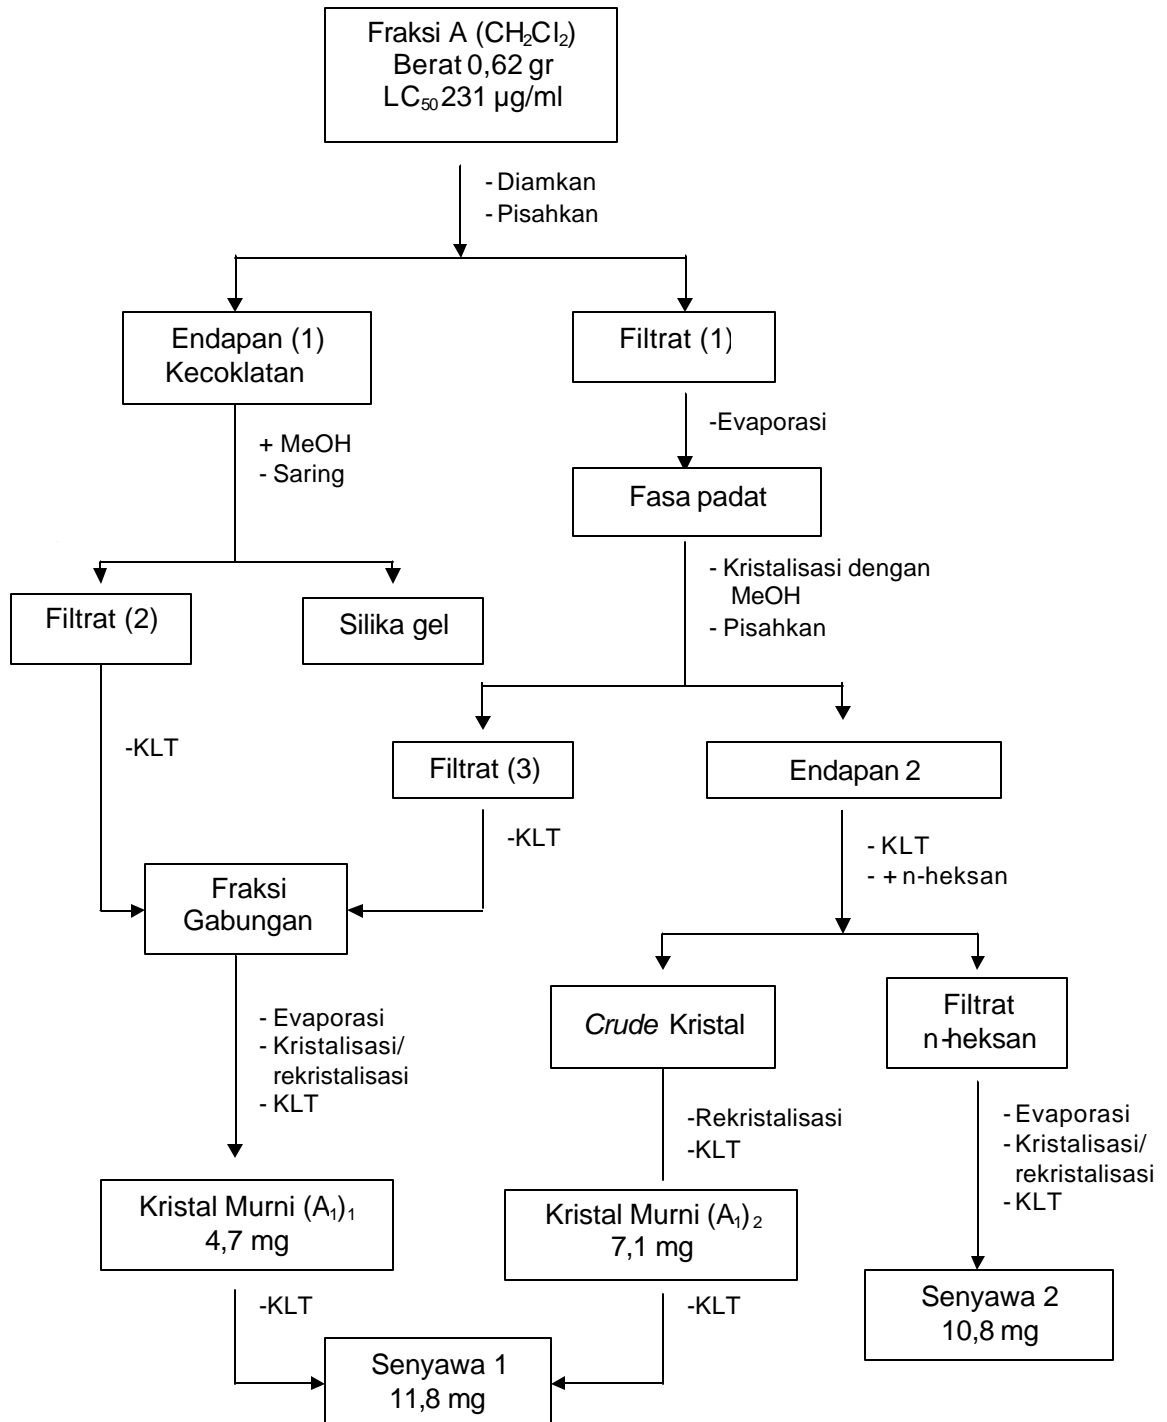 Fraksi A (CH₂Cl₂)
Berat 0,62 gr
LC₅₀ 231 µg/ml
- Diamkan
- Pisahkan
Endapan (1)
Kecoklatan
Filtrat (1)
-Evaporasi
+ MeOH
- Saring
Fasa padat
- Kristalisasi dengan
MeOH
- Pisahkan
Filtrat (2)
Silika gel
-KLT
Filtrat (3)
Endapan 2
-KLT
- KLT
- + n-heksan
Fraksi
Gabungan
Crude Kristal
Filtrat
n-heksan
- Evaporasi
- Kristalisasi/
rekristalisasi
- KLT
-Rekristalisasi
-KLT
- Evaporasi
- Kristalisasi/
rekristalisasi
- KLT
Kristal Murni (A₁)₁
4,7 mg
Kristal Murni (A₁)₂
7,1 mg
-KLT
-KLT
Senyawa 2
10,8 mg
Senyawa 1
11,8 mg